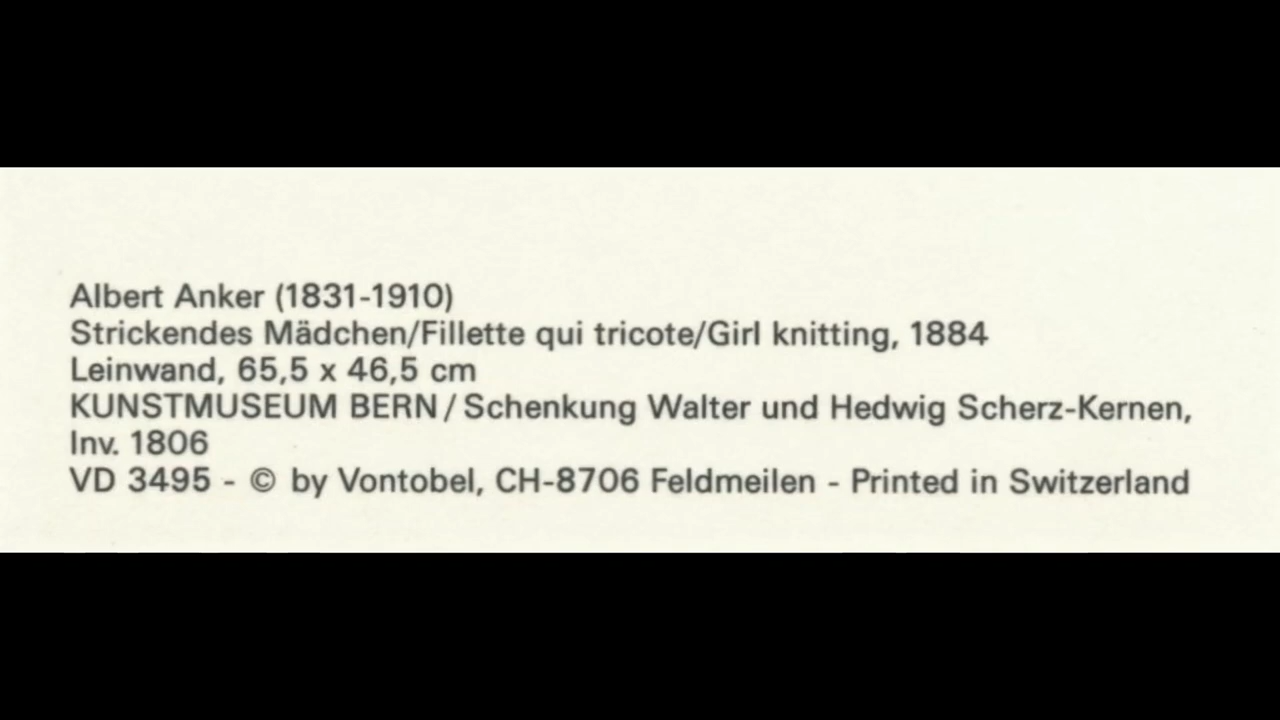 Albert Anker (1831-1910)
Strickendes Mädchen/Fillette qui tricote/Girl knitting, 1884
Leinwand, 65,5 x 46,5 cm
KUNSTMUSEUM BERN / Schenkung Walter und Hedwig Scherz-Kernen,
Inv. 1806
VD 3495 - © by Vontobel, CH-8706 Feldmeilen - Printed in Switzerland